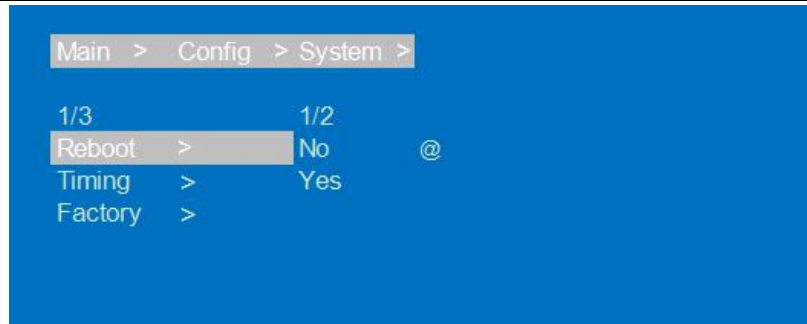 Main > Config > System >
1/3 1/2
Reboot > No @
Timing > Yes
Factory >